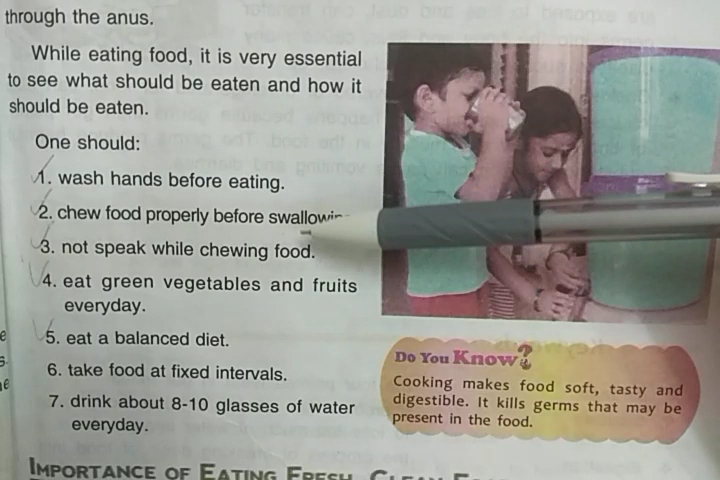 through the anus.
While eating food, it is very essential
to see what should be eaten and how it
should be eaten.
One should:
1. wash hands before eating.
2. chew food properly before
3. not speak while chewing food.
4. eat green vegetables and fruits
everyday.
5. eat a balanced diet.
6. take food at fixed intervals.
7. drink about 8-10 glasses of water
everyday.
Do You Know?
Cooking makes food soft, tasty and
digestible. It kills germs that may be
present in the food.
IMPORTANCE OF EATING FRESH, CLEAN